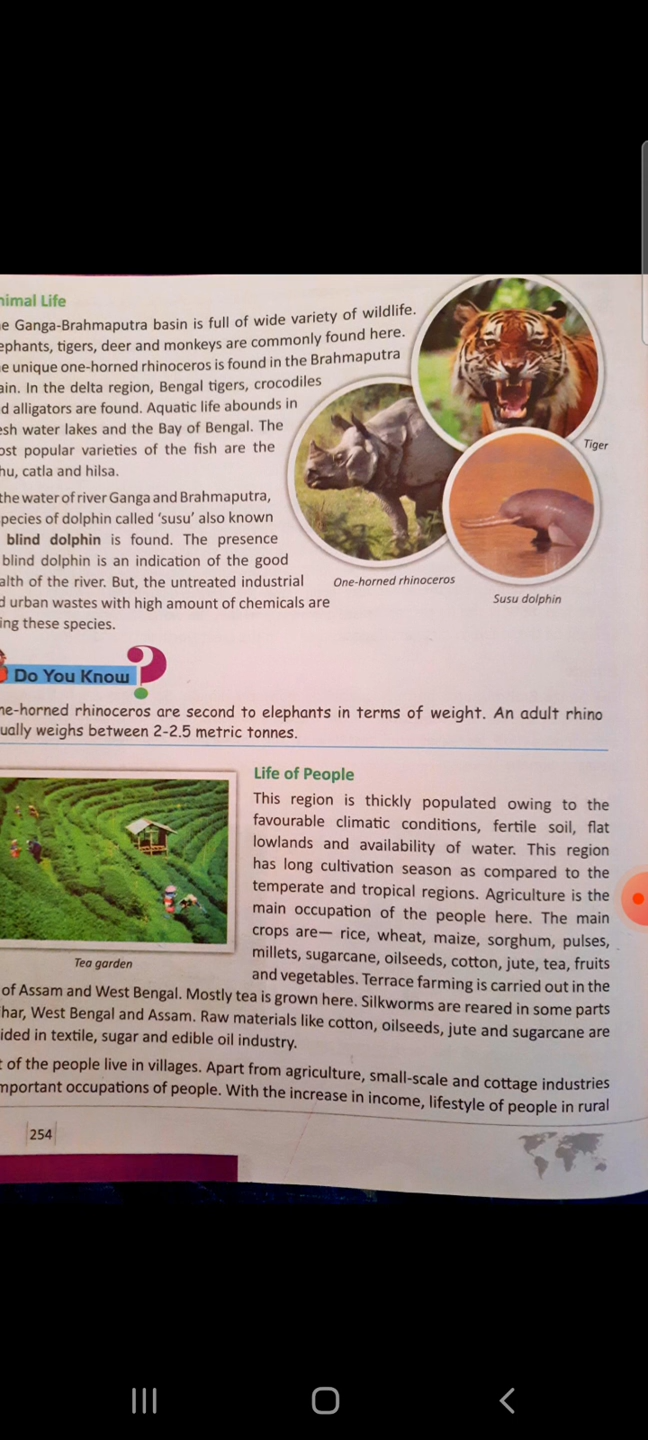 nimal Life
e Ganga-Brahmaputra basin is full of wide variety of wildlife.
ephants, tigers, deer and monkeys are commonly found here.
e unique one-horned rhinoceros is found in the Brahmaputra
ain. In the delta region, Bengal tigers, crocodiles
d alligators are found. Aquatic life abounds in
esh water lakes and the Bay of Bengal. The
ost popular varieties of the fish are the
hu, catla and hilsa.
the water of river Ganga and Brahmaputra,
pecies of dolphin called 'susu' also known
blind dolphin is found. The presence
blind dolphin is an indication of the good
alth of the river. But, the untreated industrial
d urban wastes with high amount of chemicals are
ing these species.
Tiger
One-horned rhinoceros
Susu dolphin
Do You Know ?
ne-horned rhinoceros are second to elephants in terms of weight. An adult rhino
ually weighs between 2-2.5 metric tonnes.
Life of People
This region is thickly populated owing to the
favourable climatic conditions, fertile soil, flat
lowlands and availability of water. This region
has long cultivation season as compared to the
temperate and tropical regions. Agriculture is the
main occupation of the people here. The main
crops are— rice, wheat, maize, sorghum, pulses,
millets, sugarcane, oilseeds, cotton, jute, tea, fruits
and vegetables. Terrace farming is carried out in the
Tea garden
of Assam and West Bengal. Mostly tea is grown here. Silkworms are reared in some parts
har, West Bengal and Assam. Raw materials like cotton, oilseeds, jute and sugarcane are
ided in textile, sugar and edible oil industry.
t of the people live in villages. Apart from agriculture, small-scale and cottage industries
mportant occupations of people. With the increase in income, lifestyle of people in rural
254